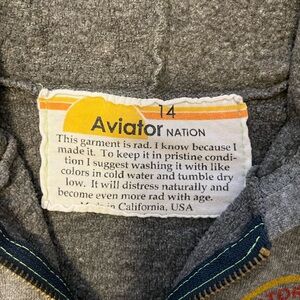 14
Aviator NATION
This garment is rad. I know because I
made it. To keep it in pristine condi-
tion I suggest washing it with like
colors in cold water and tumble dry
low. It will distress naturally and
become even more rad with age.
Made in California, USA